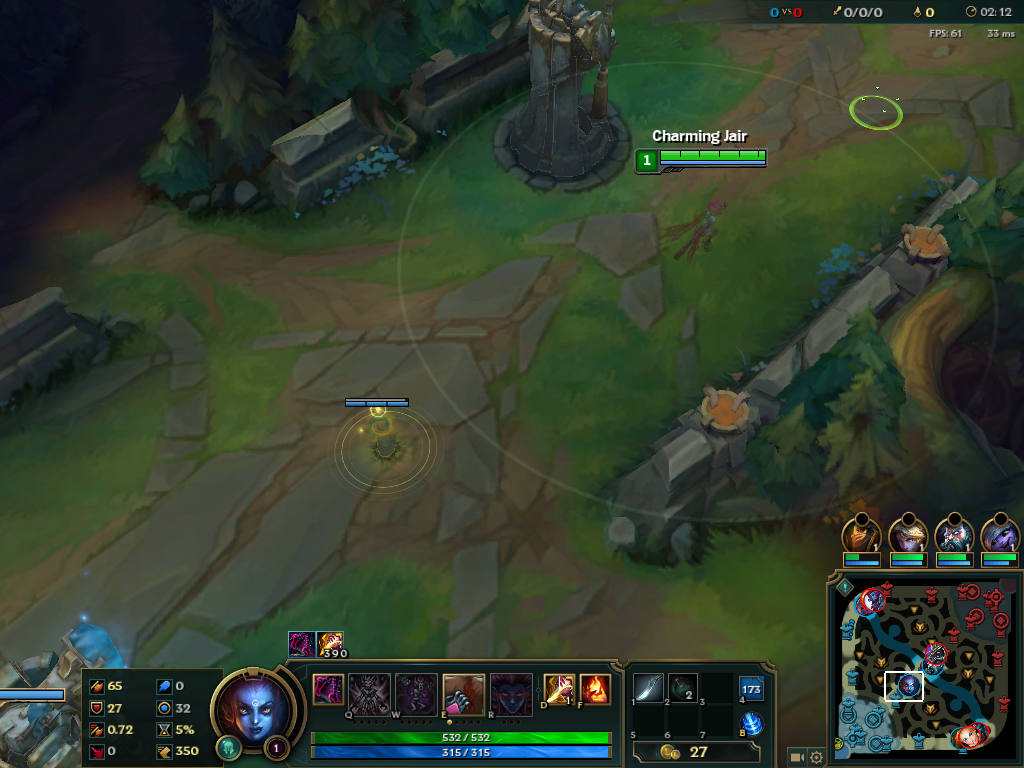 0 vs 0 0/0/0 0 02:12
FPS: 61 33 ms
Charming Jair
1
390
65 0
27 32
0.72 5%
0 350
1
Q W E R D 1 F
532 / 532
315 / 315
1 2 2 3 173 4
5 6 7 B
27